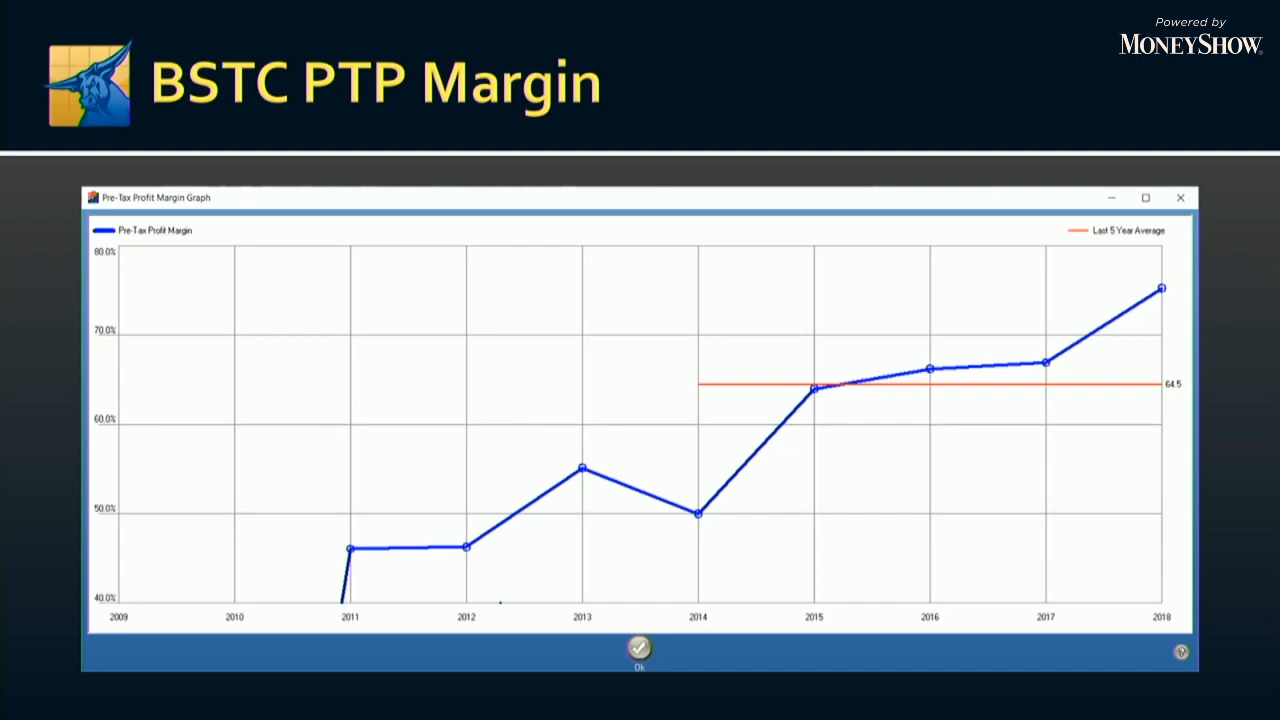 Powered by
MONEYSHOW
BSTC PTP Margin
Pre-Tax Profit Margin Graph
Pre-Tax Profit Margin
Last 5 Year Average
80.0%
70.0%
64.5
60.0%
50.0%
40.0%
2009 2010 2011 2012 2013 2014 2015 2016 2017 2018
Ok
?